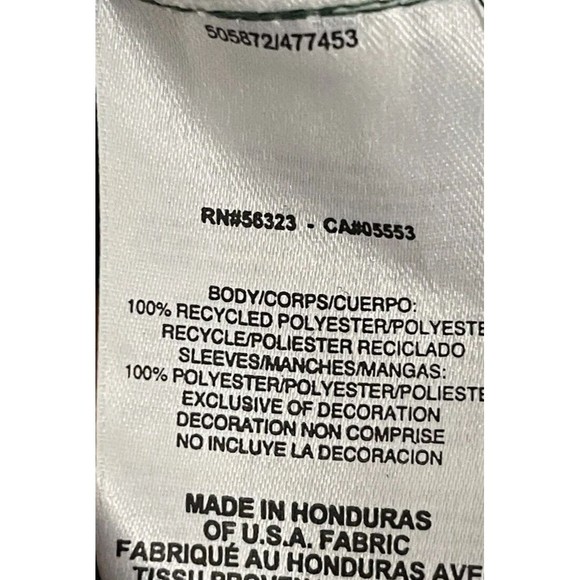 505872/477453
RN#56323 - CA#05553
BODY/CORPS/CUERPO:
100% RECYCLED POLYESTER/POLYESTE
RECYCLE/POLIESTER RECICLADO
SLEEVES/MANCHES/MANGAS:
100% POLYESTER/POLYESTER/POLIESTE
EXCLUSIVE OF DECORATION
DECORATION NON COMPRISE
NO INCLUYE LA DECORACION
MADE IN HONDURAS
OF U.S.A. FABRIC
FABRIQUÉ AU HONDURAS AVE
TISSU